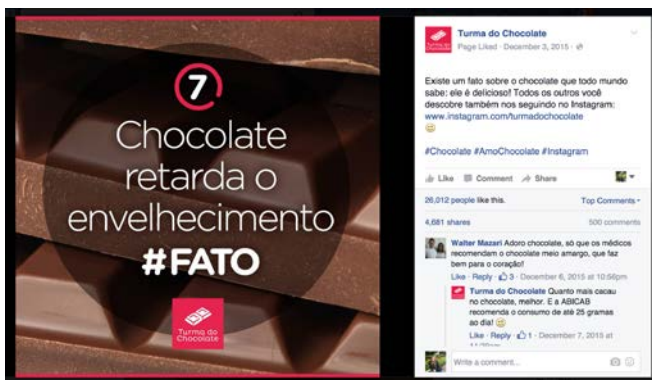 7
Chocolate
retarda o
envelhecimento
#FATO
Turma do
Chocolate
Turma do Chocolate
Page Liked · December 3, 2015 ·
Existe um fato sobre o chocolate que todo mundo
sabe: ele é delicioso! Todos os outros você
descobre também nos seguindo no Instagram:
www.instagram.com/turmadochocolate
#Chocolate #AmoChocolate #Instagram
Like Comment Share
26,012 people like this. Top Comments
4,681 shares 500 comments
Walter Mazari Adoro chocolate, só que os médicos
recomendam o chocolate meio amargo, que faz
bem para o coração!
Like · Reply · 3 · December 6, 2015 at 10:56pm
Turma do Chocolate Quanto mais cacau
no chocolate, melhor. E a ABICAB
recomenda o consumo de até 25 gramas
ao dia!
Like · Reply · 1 · December 7, 2015 at
Write a comment...